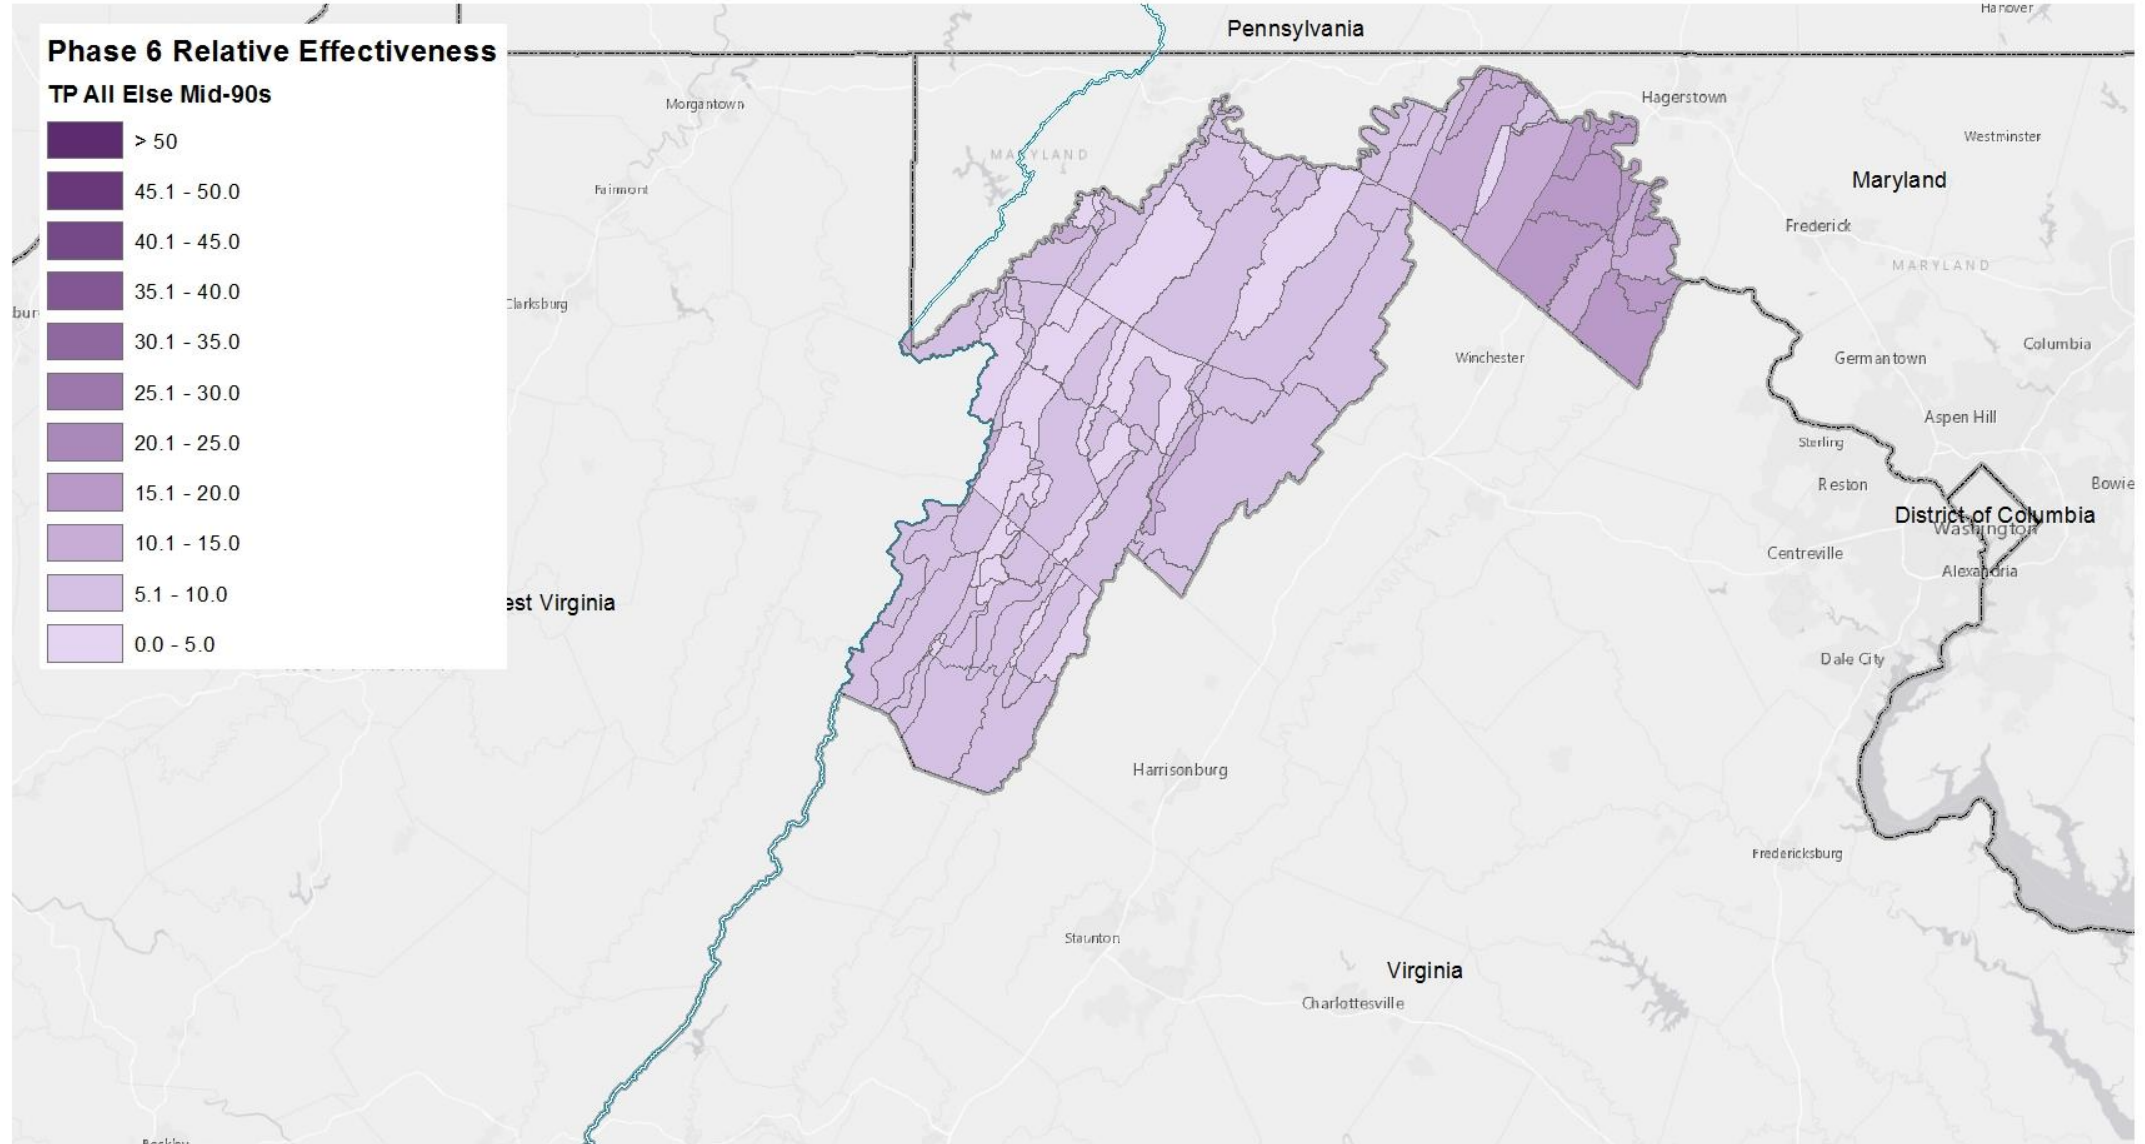 Phase 6 Relative Effectiveness
TP All Else Mid-90s
> 50
45.1 - 50.0
40.1 - 45.0
35.1 - 40.0
30.1 - 35.0
25.1 - 30.0
20.1 - 25.0
15.1 - 20.0
10.1 - 15.0
5.1 - 10.0
0.0 - 5.0
Hanover
Pennsylvania
Morgantown
Hagerstown
Westminster
MARYLAND
Maryland
Fairmont
Frederick
MARYLAND
Clarksburg
bur
Winchester
Germantown
Columbia
Aspen Hill
Sterling
Reston
Bowie
District of Columbia
Washington
Centreville
Alexandria
est Virginia
Dale City
Harrisonburg
Fredericksburg
Staunton
Virginia
Charlottesville